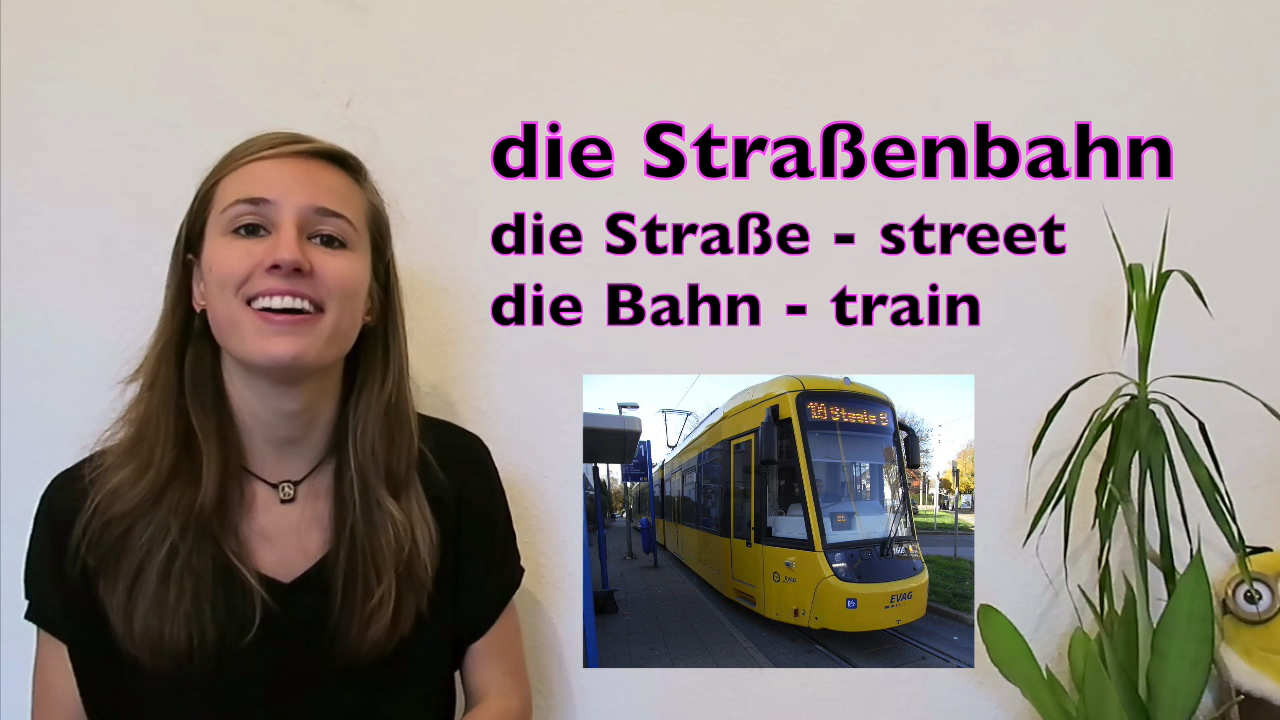 die Straßenbahn
die Straße - street
die Bahn - train
EVAG